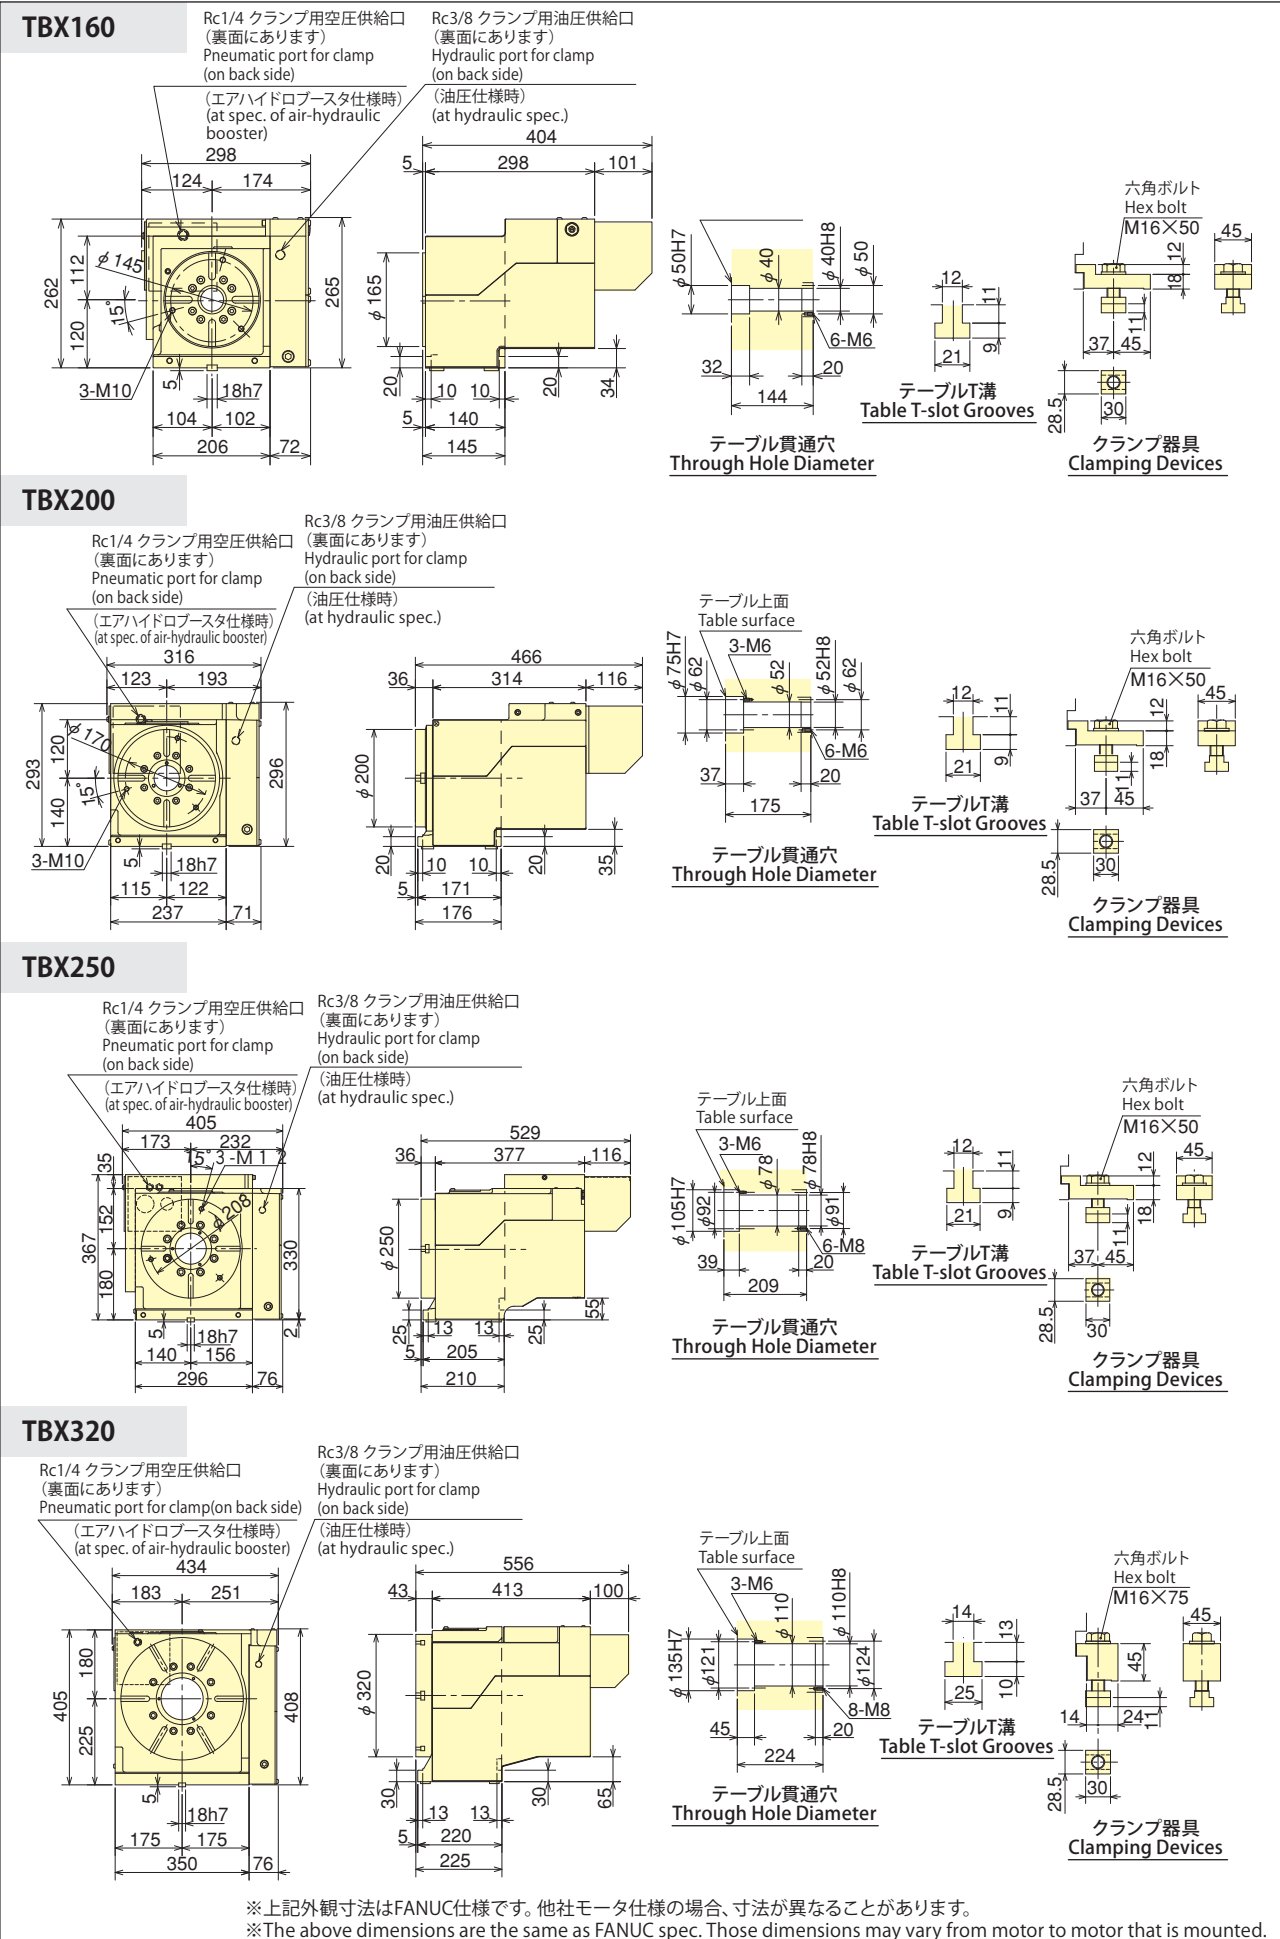 TBX160
Rc1/4 クランプ用空圧供給口
（裏面にあります）
Pneumatic port for clamp
(on back side)
（エアハイドロブースタ仕様時）
(at spec. of air-hydraulic
booster)
Rc3/8 クランプ用油圧供給口
（裏面にあります）
Hydraulic port for clamp
(on back side)
（油圧仕様時）
(at hydraulic spec.)
298
124 174
262
112
120
φ145
15°
265
3-M10
5
18h7
104 102
206 72
404
5 298 101
φ165
20
10 10
20
34
5 140
145
φ50H7
φ40
φ40H8
φ50
6-M6
32 20
144
テーブル貫通穴
Through Hole Diameter
12
11
21
9
テーブルT溝
Table T-slot Grooves
六角ボルト
Hex bolt
M16×50
45
12
18
11
37 45
28.5
30
クランプ器具
Clamping Devices
TBX200
Rc1/4 クランプ用空圧供給口
（裏面にあります）
Pneumatic port for clamp
(on back side)
（エアハイドロブースタ仕様時）
(at spec. of air-hydraulic booster)
Rc3/8 クランプ用油圧供給口
（裏面にあります）
Hydraulic port for clamp
(on back side)
（油圧仕様時）
(at hydraulic spec.)
316
123 193
293
120
140
φ170
15°
296
3-M10
5
18h7
115 122
237 71
466
36 314 116
φ200
20
10 10
20
35
5 171
176
テーブル上面
Table surface
3-M6
φ75H7
φ62
φ52
φ52H8
φ62
6-M6
37 20
175
テーブル貫通穴
Through Hole Diameter
12
11
21
9
テーブルT溝
Table T-slot Grooves
六角ボルト
Hex bolt
M16×50
45
12
18
11
37 45
28.5
30
クランプ器具
Clamping Devices
TBX250
Rc1/4 クランプ用空圧供給口
（裏面にあります）
Pneumatic port for clamp
(on back side)
（エアハイドロブースタ仕様時）
(at spec. of air-hydraulic booster)
Rc3/8 クランプ用油圧供給口
（裏面にあります）
Hydraulic port for clamp
(on back side)
（油圧仕様時）
(at hydraulic spec.)
405
173 232
35
15° 3-M12
367
152
180
φ208
330
5
18h7
2
140 156
296 76
529
36 377 116
φ250
25
13 13
25
55
5 205
210
テーブル上面
Table surface
3-M6
φ105H7
φ92
φ78
φ78H8
φ91
6-M8
39 20
209
テーブル貫通穴
Through Hole Diameter
12
11
21
9
テーブルT溝
Table T-slot Grooves
六角ボルト
Hex bolt
M16×50
45
12
18
11
37 45
28.5
30
クランプ器具
Clamping Devices
TBX320
Rc1/4 クランプ用空圧供給口
（裏面にあります）
Pneumatic port for clamp(on back side)
（エアハイドロブースタ仕様時）
(at spec. of air-hydraulic booster)
Rc3/8 クランプ用油圧供給口
（裏面にあります）
Hydraulic port for clamp
(on back side)
（油圧仕様時）
(at hydraulic spec.)
434
183 251
405
180
225
408
5
18h7
175 175
350 76
556
43 413 100
φ320
30
13 13
30
65
5 220
225
テーブル上面
Table surface
3-M6
φ135H7
φ121
φ110
φ110H8
φ124
8-M8
45 20
224
テーブル貫通穴
Through Hole Diameter
14
13
25
10
テーブルT溝
Table T-slot Grooves
六角ボルト
Hex bolt
M16×75
45
45
14 24
11
28.5
30
クランプ器具
Clamping Devices
※上記外観寸法はFANUC仕様です。他社モータ仕様の場合、寸法が異なることがあります。
※The above dimensions are the same as FANUC spec. Those dimensions may vary from motor to motor that is mounted.